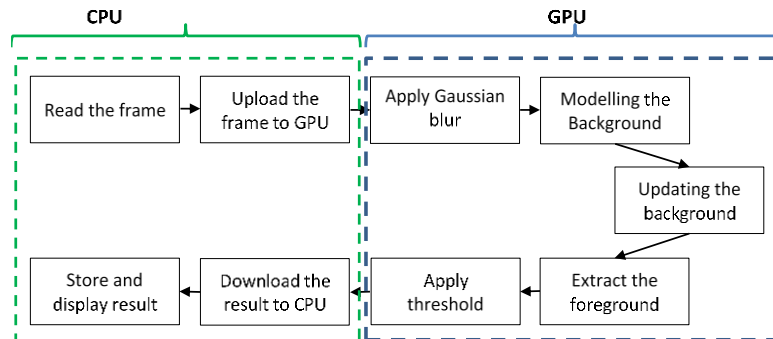 CPU
GPU
Read the frame
Upload the
frame to GPU
Apply Gaussian
blur
Modelling the
Background
Updating the
background
Extract the
foreground
Apply
threshold
Download the
result to CPU
Store and
display result